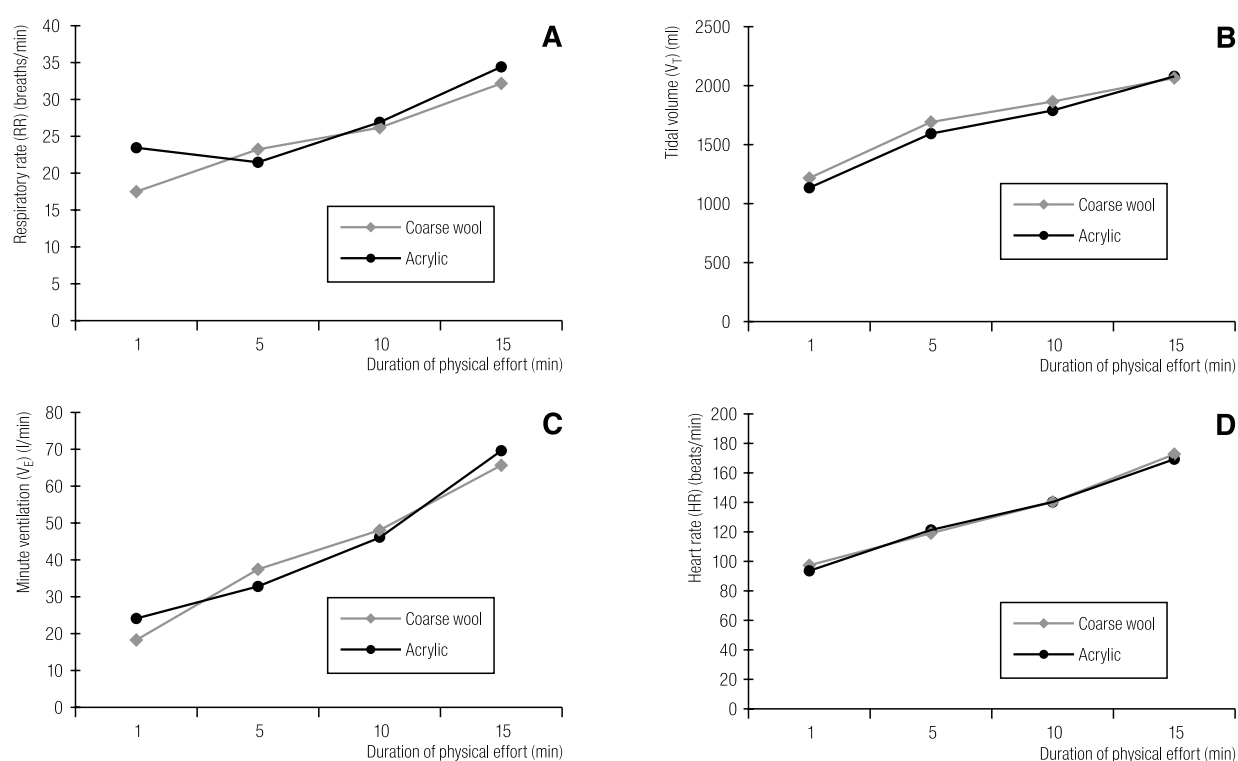 A
Respiratory rate (RR) (breaths/min)
40
35
30
25
20
15
10
5
0
Coarse wool
Acrylic
1 5 10 15
Duration of physical effort (min)
B
Tidal volume (V_T) (ml)
2500
2000
1500
1000
500
0
Coarse wool
Acrylic
1 5 10 15
Duration of physical effort (min)
C
Minute ventilation (V_E) (l/min)
80
70
60
50
40
30
20
10
0
Coarse wool
Acrylic
1 5 10 15
Duration of physical effort (min)
D
Heart rate (HR) (beats/min)
200
180
160
140
120
100
80
60
40
20
0
Coarse wool
Acrylic
1 5 10 15
Duration of physical effort (min)